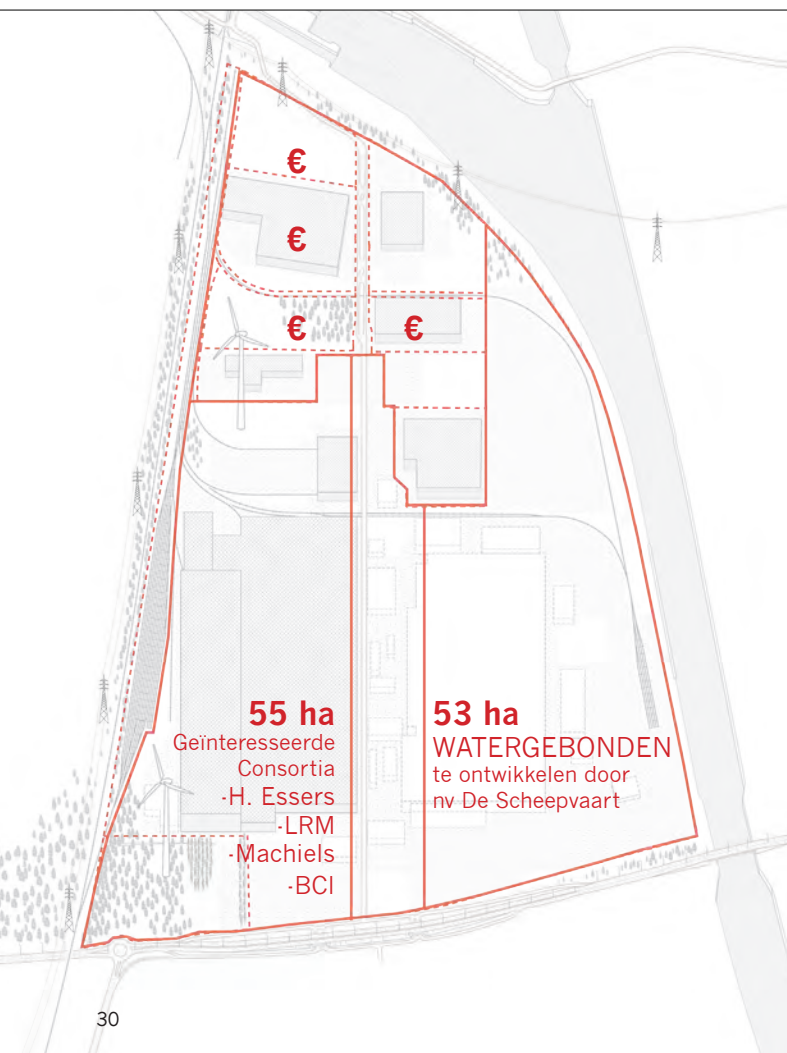 €
€
€ €
55 ha
Geïnteresseerde
Consortia
-H. Essers
-LRM
-Machiels
-BCI
53 ha
WATERGEBONDEN
te ontwikkelen door
nv De Scheepvaart
30